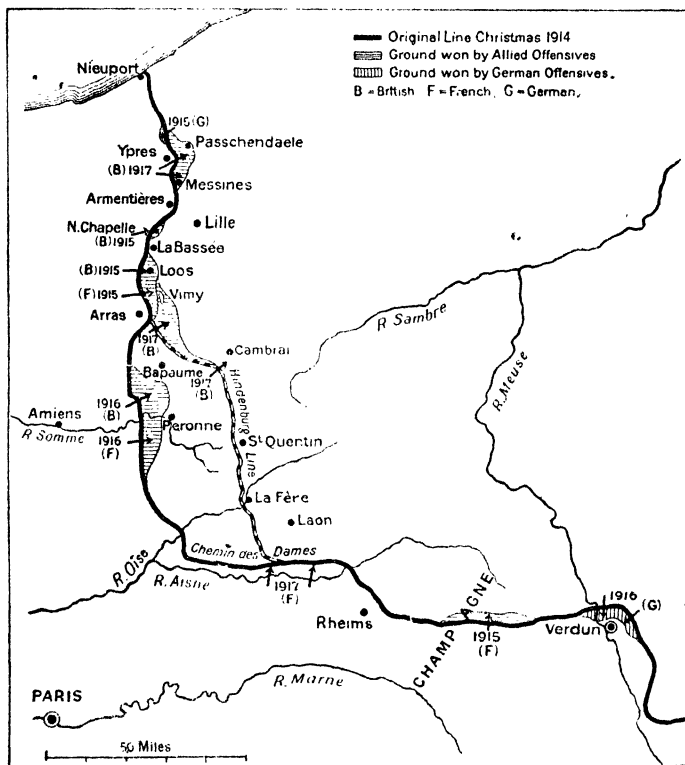 Original Line Christmas 1914
Ground won by Allied Offensives
Ground won by German Offensives.
B = British F = French, G = German.
Nieuport
1915 (G)
Passchendaele
Ypres
(B) 1917
Messines
Armentières
Lille
N. Chapelle
(B) 1915
La Bassée
(B) 1915
Loos
(F) 1915
Vimy
Arras
1917
(B)
R. Sambre
R. Meuse
Cambrai
1917
(B)
Bapaume
Hindenburg
Line
1916
(B)
Amiens
R Somme
Peronne
1916
(F)
St Quentin
La Fère
Laon
Chemin des Dames
R. Oise
R. Aisne
1917
(F)
Rheims
CHAMPAGNE
1915
(F)
1916
(G)
Verdun
R. Marne
PARIS
50 Miles